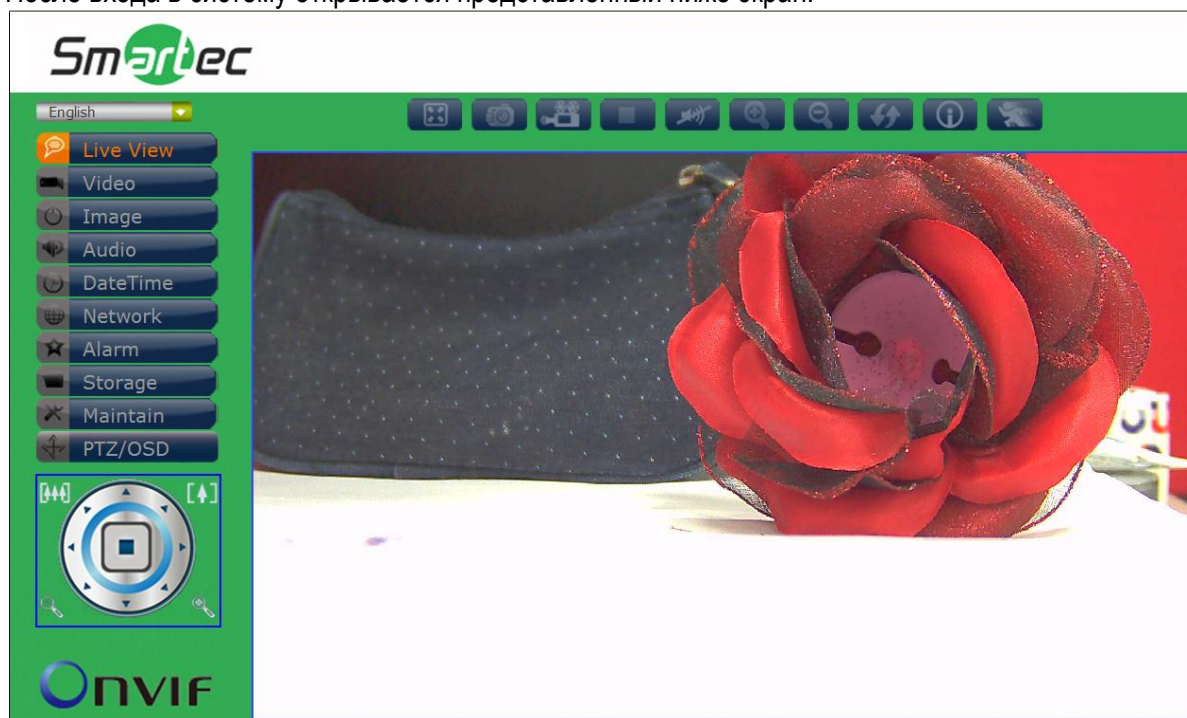 После входа в систему открывается представленный ниже экран.
Smartec
English
Live View
Video
Image
Audio
DateTime
Network
Alarm
Storage
Maintain
PTZ/OSD
Onvif